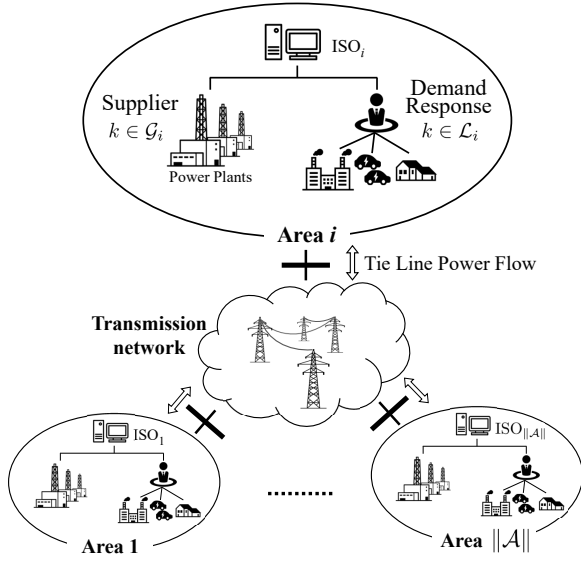 ISO_i
Supplier
k ∈ 𝒢_i
Demand
Response
k ∈ ℒ_i
Power Plants
Area i
Tie Line Power Flow
Transmission
network
ISO_1
ISO_‖𝒜‖
Area 1
Area ‖𝒜‖